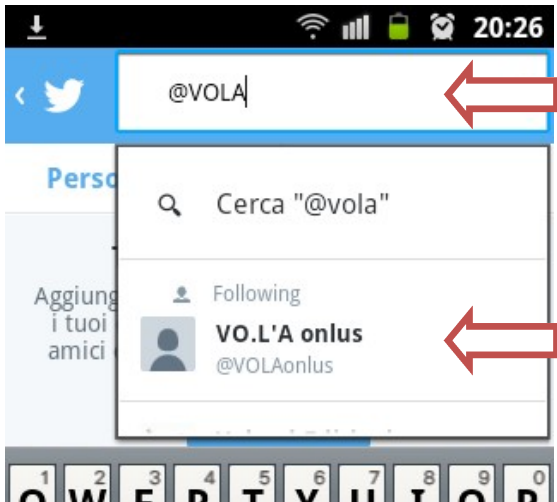 20:26
@VOLA
Perso
Cerca "@vola"
Following
Aggiung
i tuoi
amici
VO.L'A onlus
@VOLAonlus
1 2 3 4 5 6 7 8 9 0
Q W E R T Y U I O P